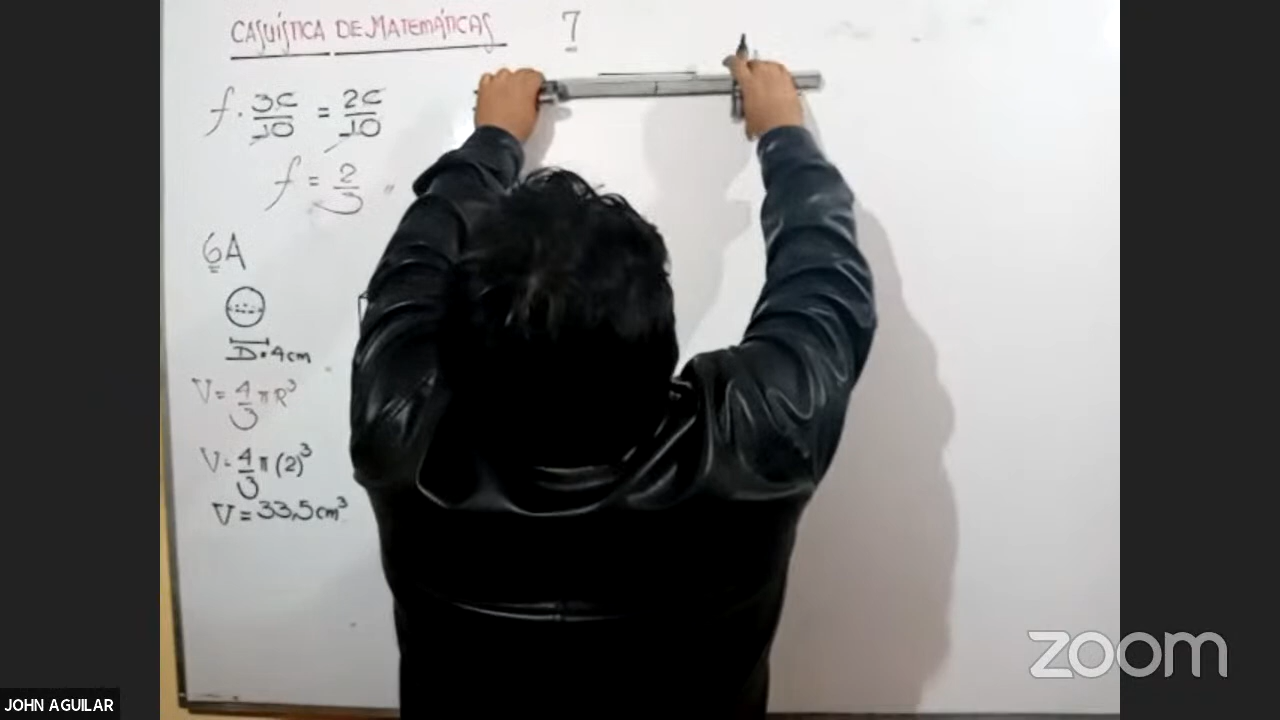 CASUÍSTICA DE MATEMÁTICAS
7
f · 3C/10 = 2C/10
f = 2/3
6A
D = 4cm
V = 4/3 π R³
V = 4/3 π (2)³
V = 33,5 cm³
zoom
JOHN AGUILAR